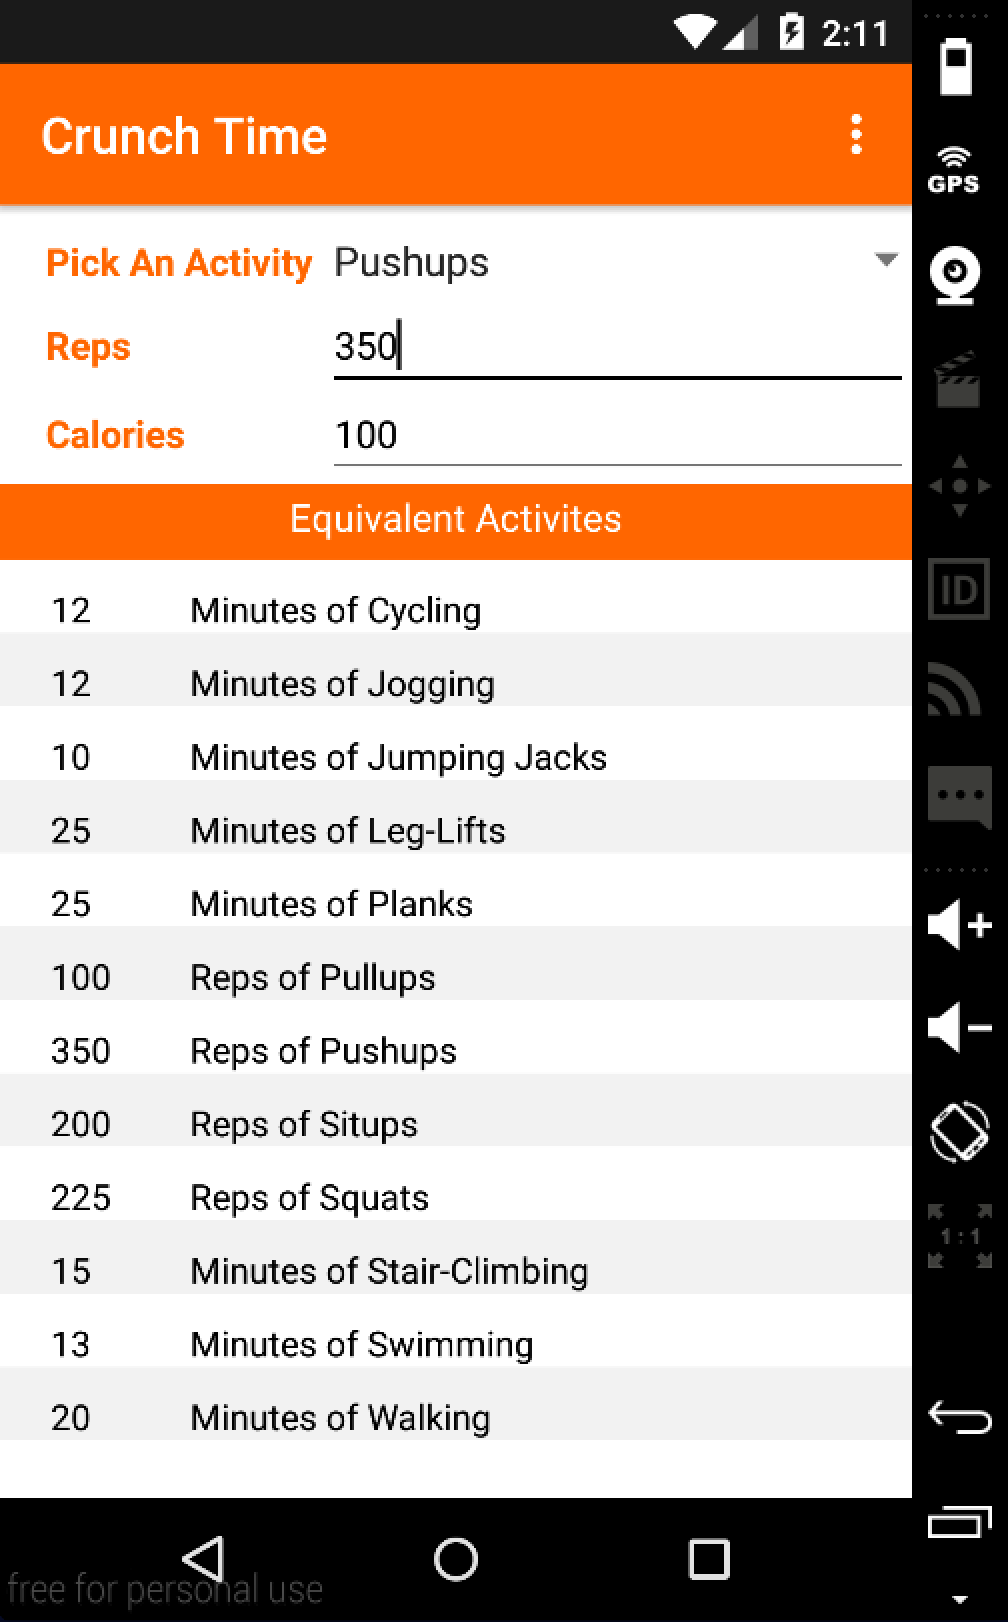 2:11
Crunch Time
GPS
Pick An Activity Pushups
Reps 350
Calories 100
Equivalent Activites
12 Minutes of Cycling
12 Minutes of Jogging
10 Minutes of Jumping Jacks
25 Minutes of Leg-Lifts
25 Minutes of Planks
100 Reps of Pullups
350 Reps of Pushups
200 Reps of Situps
225 Reps of Squats
15 Minutes of Stair-Climbing
13 Minutes of Swimming
20 Minutes of Walking
ID
1:1
free for personal use